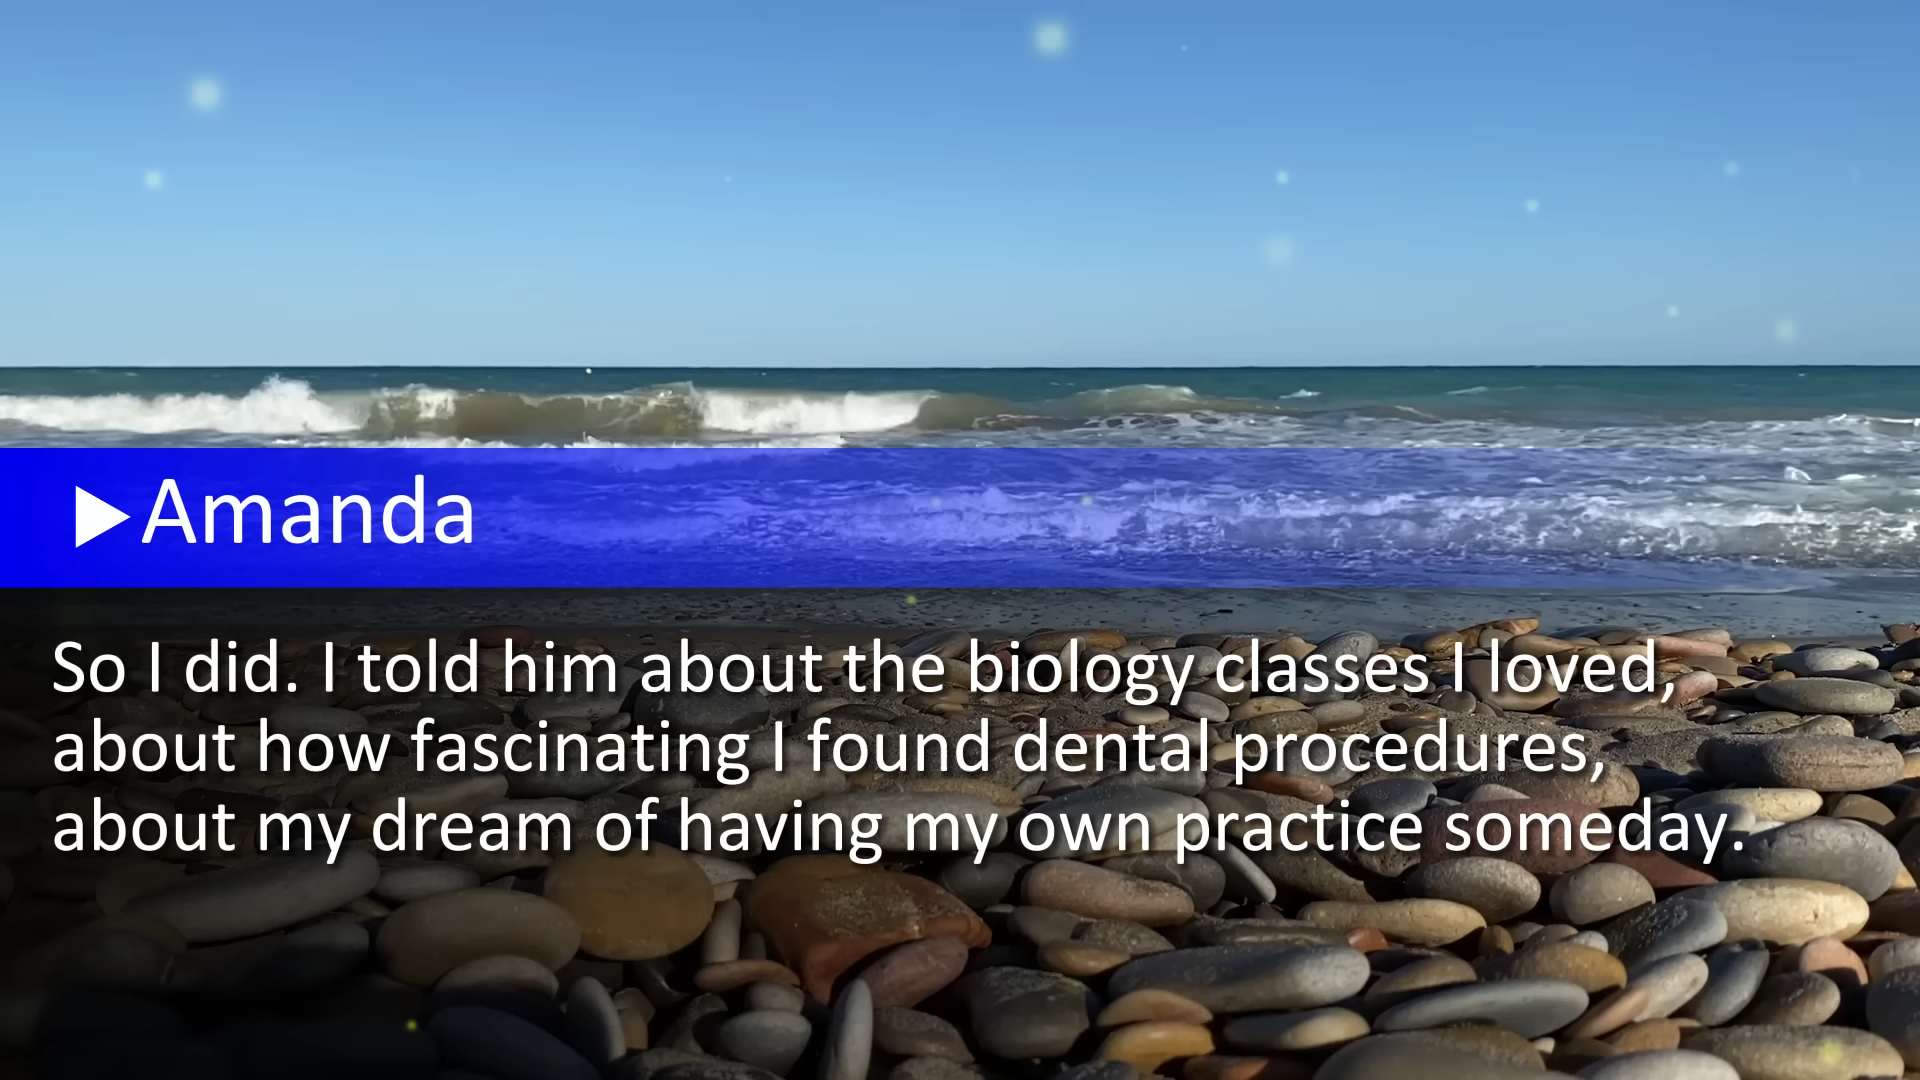 Amanda
So I did. I told him about the biology classes I loved,
about how fascinating I found dental procedures,
about my dream of having my own practice someday.